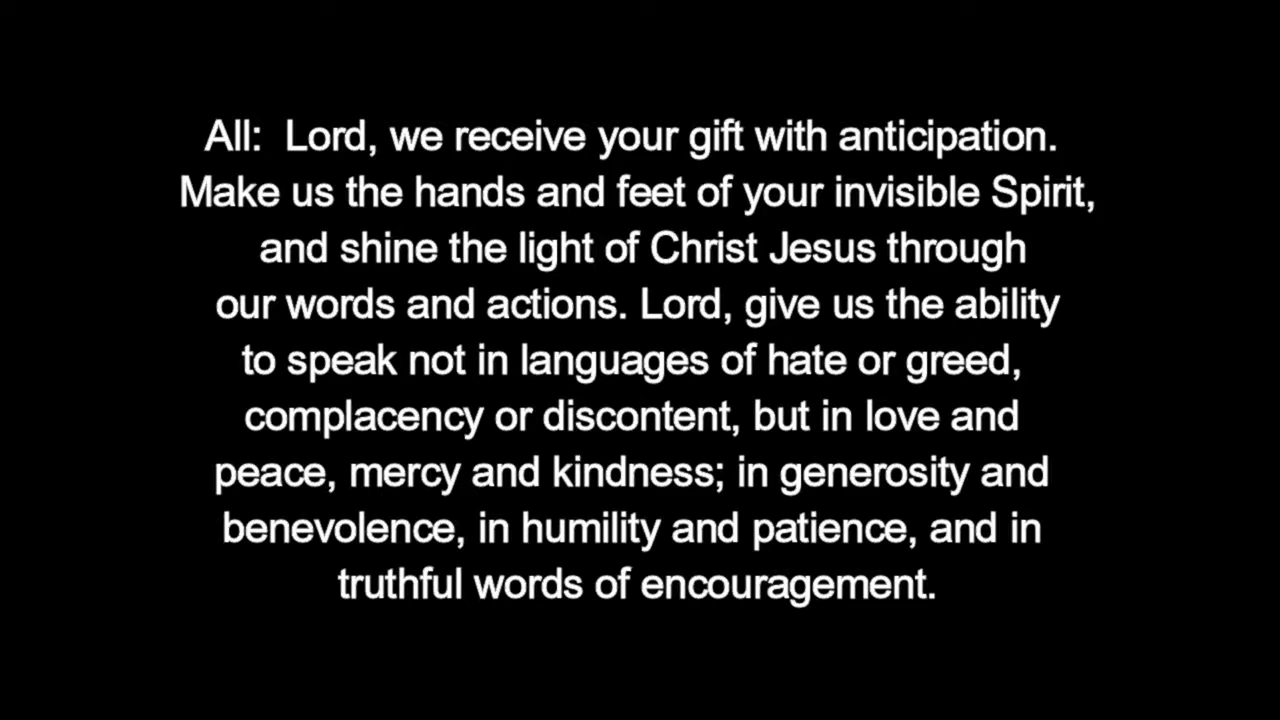 All:  Lord, we receive your gift with anticipation.
Make us the hands and feet of your invisible Spirit,
and shine the light of Christ Jesus through
our words and actions. Lord, give us the ability
to speak not in languages of hate or greed,
complacency or discontent, but in love and
peace, mercy and kindness; in generosity and
benevolence, in humility and patience, and in
truthful words of encouragement.